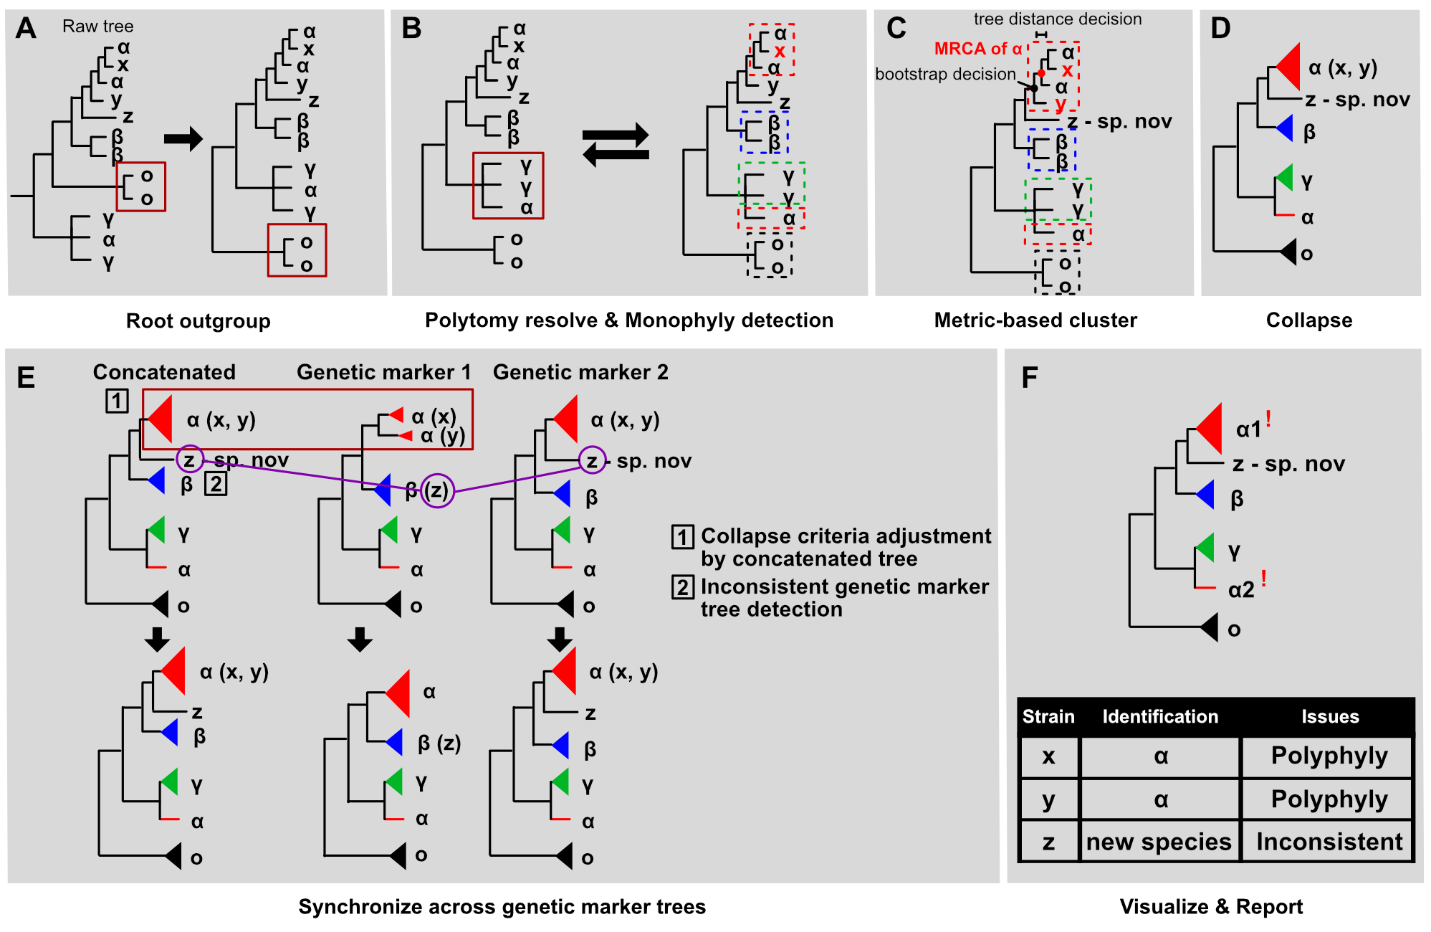 A
Raw tree
α
x
α
y
z
β
β
o
o
γ
α
γ
α
x
α
y
z
β
β
γ
α
γ
o
o
Root outgroup
B
α
x
α
y
z
β
β
γ
γ
α
o
o
α
x
α
y
z
β
β
γ
γ
α
o
o
Polytomy resolve & Monophyly detection
C
tree distance decision
MRCA of α
bootstrap decision
α
x
α
y
z - sp. nov
β
β
γ
γ
α
o
o
Metric-based cluster
D
α (x, y)
z - sp. nov
β
γ
α
o
Collapse
E
Concatenated
1
α (x, y)
z - sp. nov
β
2
γ
α
o
Genetic marker 1
α (x)
α (y)
β (z)
γ
α
o
Genetic marker 2
α (x, y)
z - sp. nov
β
γ
α
o
1 Collapse criteria adjustment
by concatenated tree
2 Inconsistent genetic marker
tree detection
α (x, y)
z
β
γ
α
o
α
β (z)
γ
α
o
α (x, y)
z
β
γ
α
o
Synchronize across genetic marker trees
F
α1 !
z - sp. nov
β
γ
α2 !
o
Strain Identification Issues
x α Polyphyly
y α Polyphyly
z new species Inconsistent
Visualize & Report